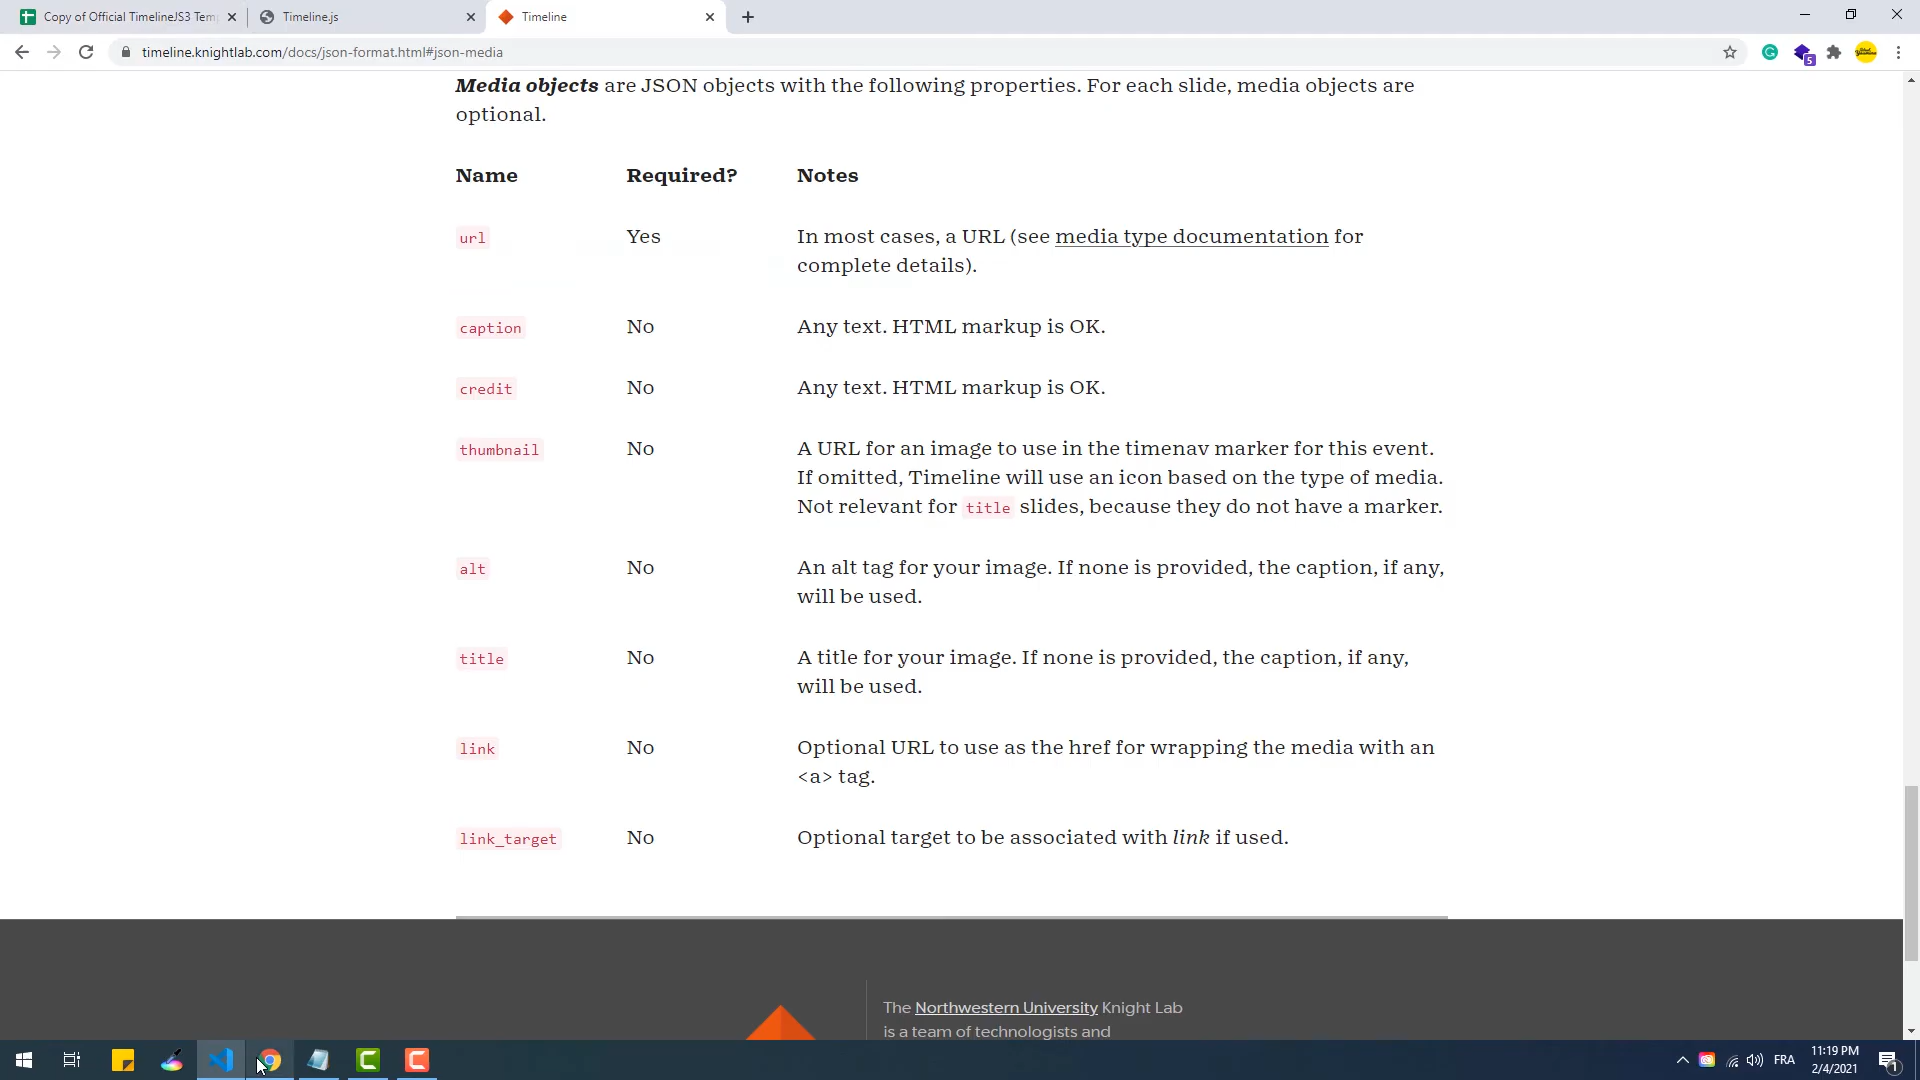 Copy of Official TimelineJS3 Tem
Timeline.js
Timeline
timeline.knightlab.com/docs/json-format.html#json-media
5
Media objects are JSON objects with the following properties. For each slide, media objects are
optional.
Name Required? Notes
url Yes In most cases, a URL (see media type documentation for
complete details).
caption No Any text. HTML markup is OK.
credit No Any text. HTML markup is OK.
thumbnail No A URL for an image to use in the timenav marker for this event.
If omitted, Timeline will use an icon based on the type of media.
Not relevant for title slides, because they do not have a marker.
alt No An alt tag for your image. If none is provided, the caption, if any,
will be used.
title No A title for your image. If none is provided, the caption, if any,
will be used.
link No Optional URL to use as the href for wrapping the media with an
<a> tag.
link_target No Optional target to be associated with link if used.
The Northwestern University Knight Lab
is a team of technologists and
FRA
11:19 PM
2/4/2021
1